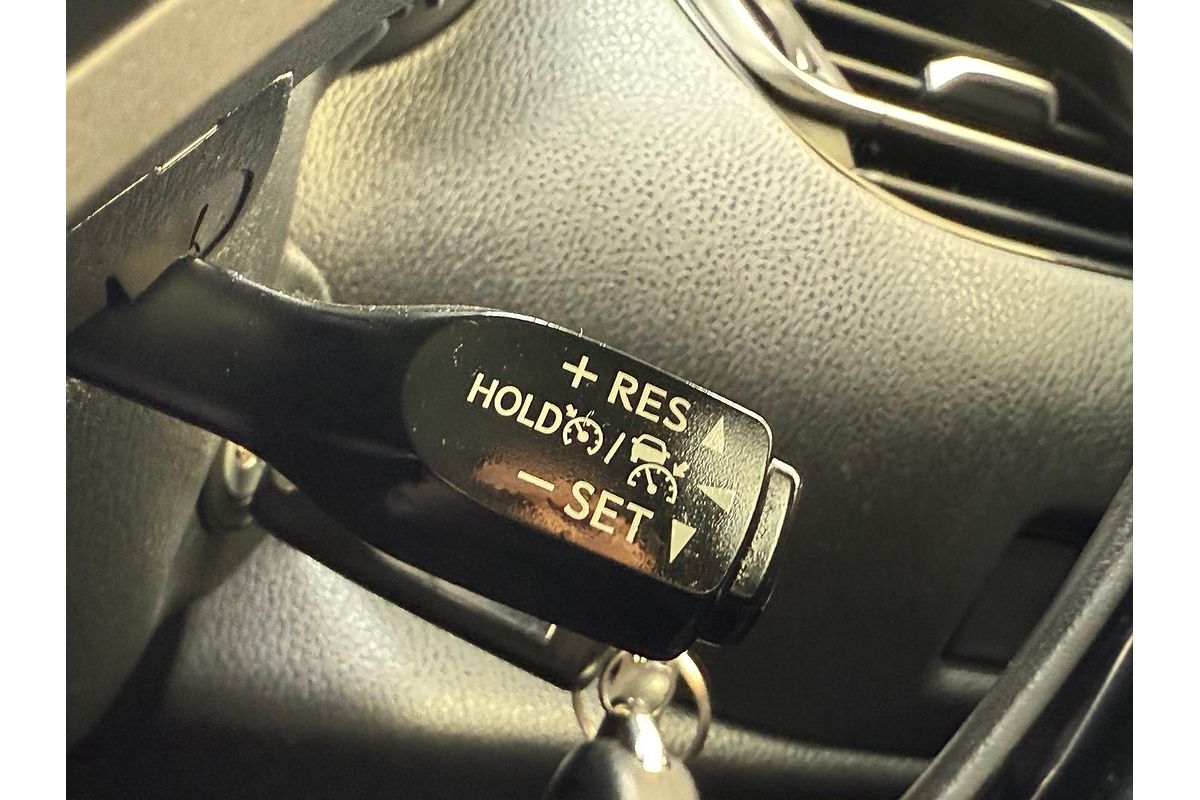 + RES
HOLD /
− SET